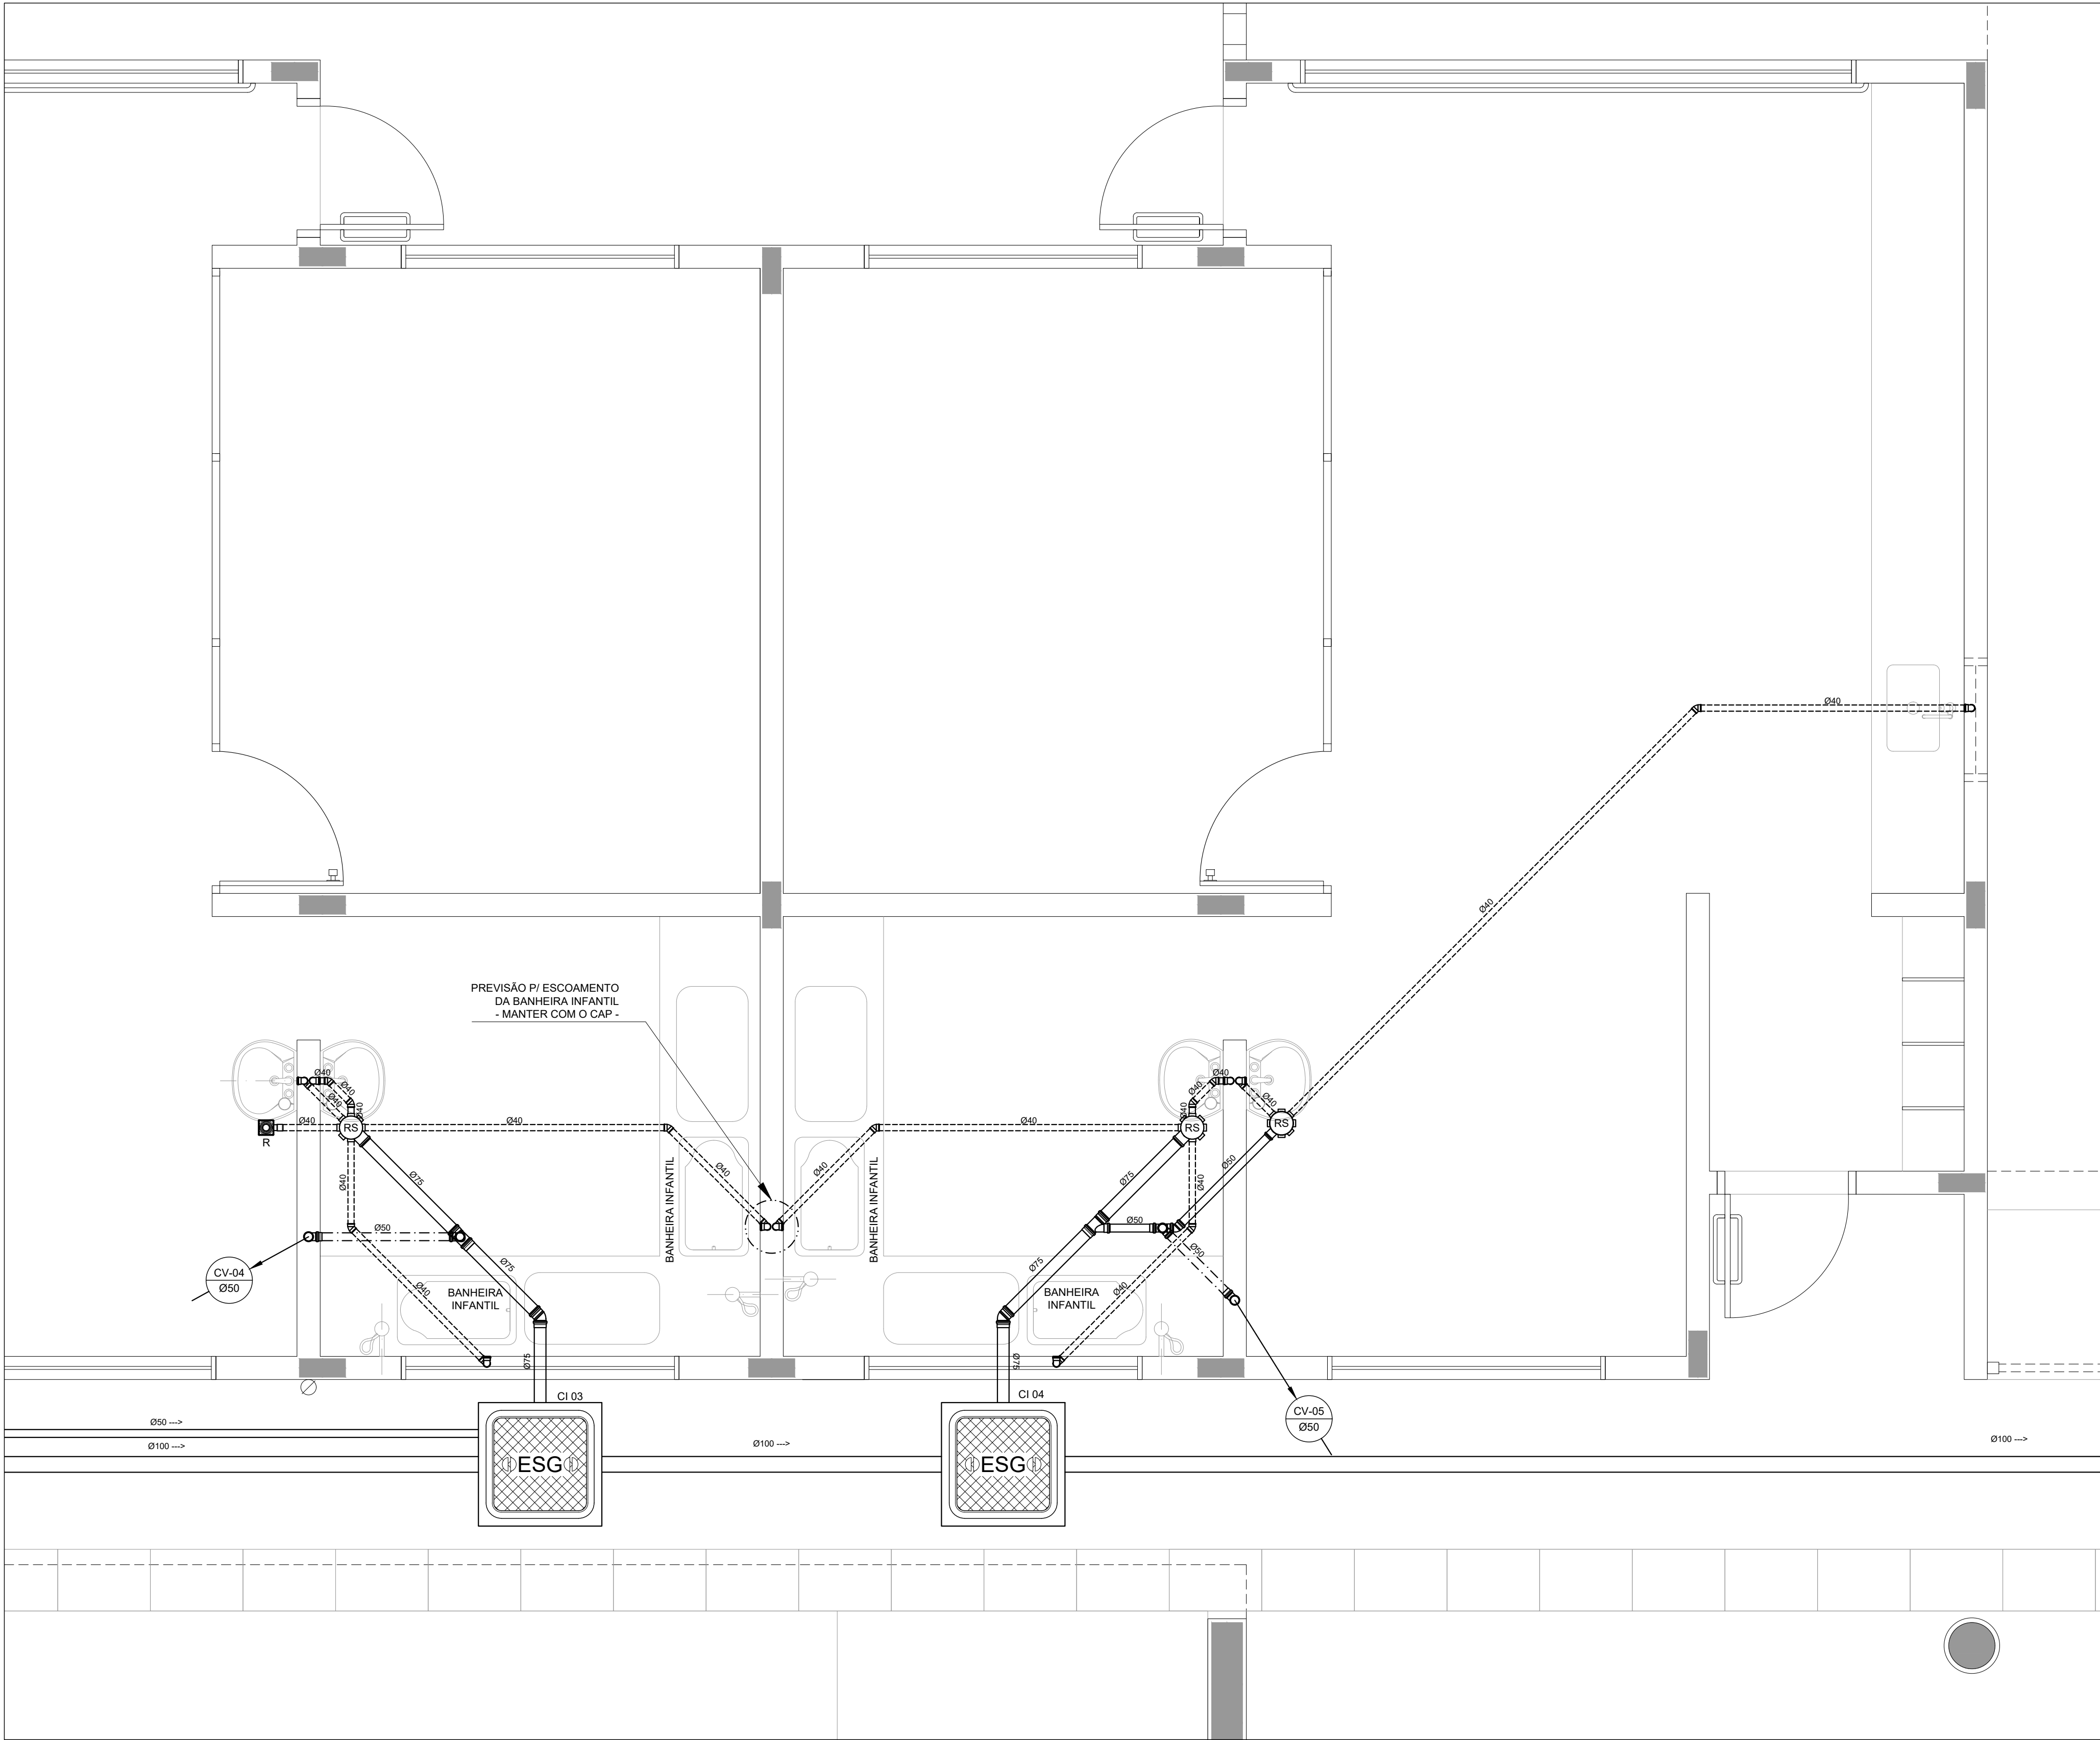 Ø40
Ø40
PREVISÃO P/ ESCOAMENTO
DA BANHEIRA INFANTIL
- MANTER COM O CAP -
Ø40
Ø40
Ø40
Ø40
Ø40
RS
R
Ø40
Ø40
Ø40
Ø40
Ø40
Ø40
Ø40
Ø40
RS
RS
Ø75
Ø40
Ø50
Ø75
Ø40
BANHEIRA INFANTIL
Ø40
Ø40
BANHEIRA INFANTIL
Ø75
Ø50
Ø40
Ø50
Ø50
Ø75
Ø40
CV-04
Ø50
BANHEIRA
INFANTIL
BANHEIRA
INFANTIL
Ø75
Ø75
CI 03
CI 04
CV-05
Ø50
Ø50 --->
Ø100 --->
Ø100 --->
Ø100 --->
ESG
ESG